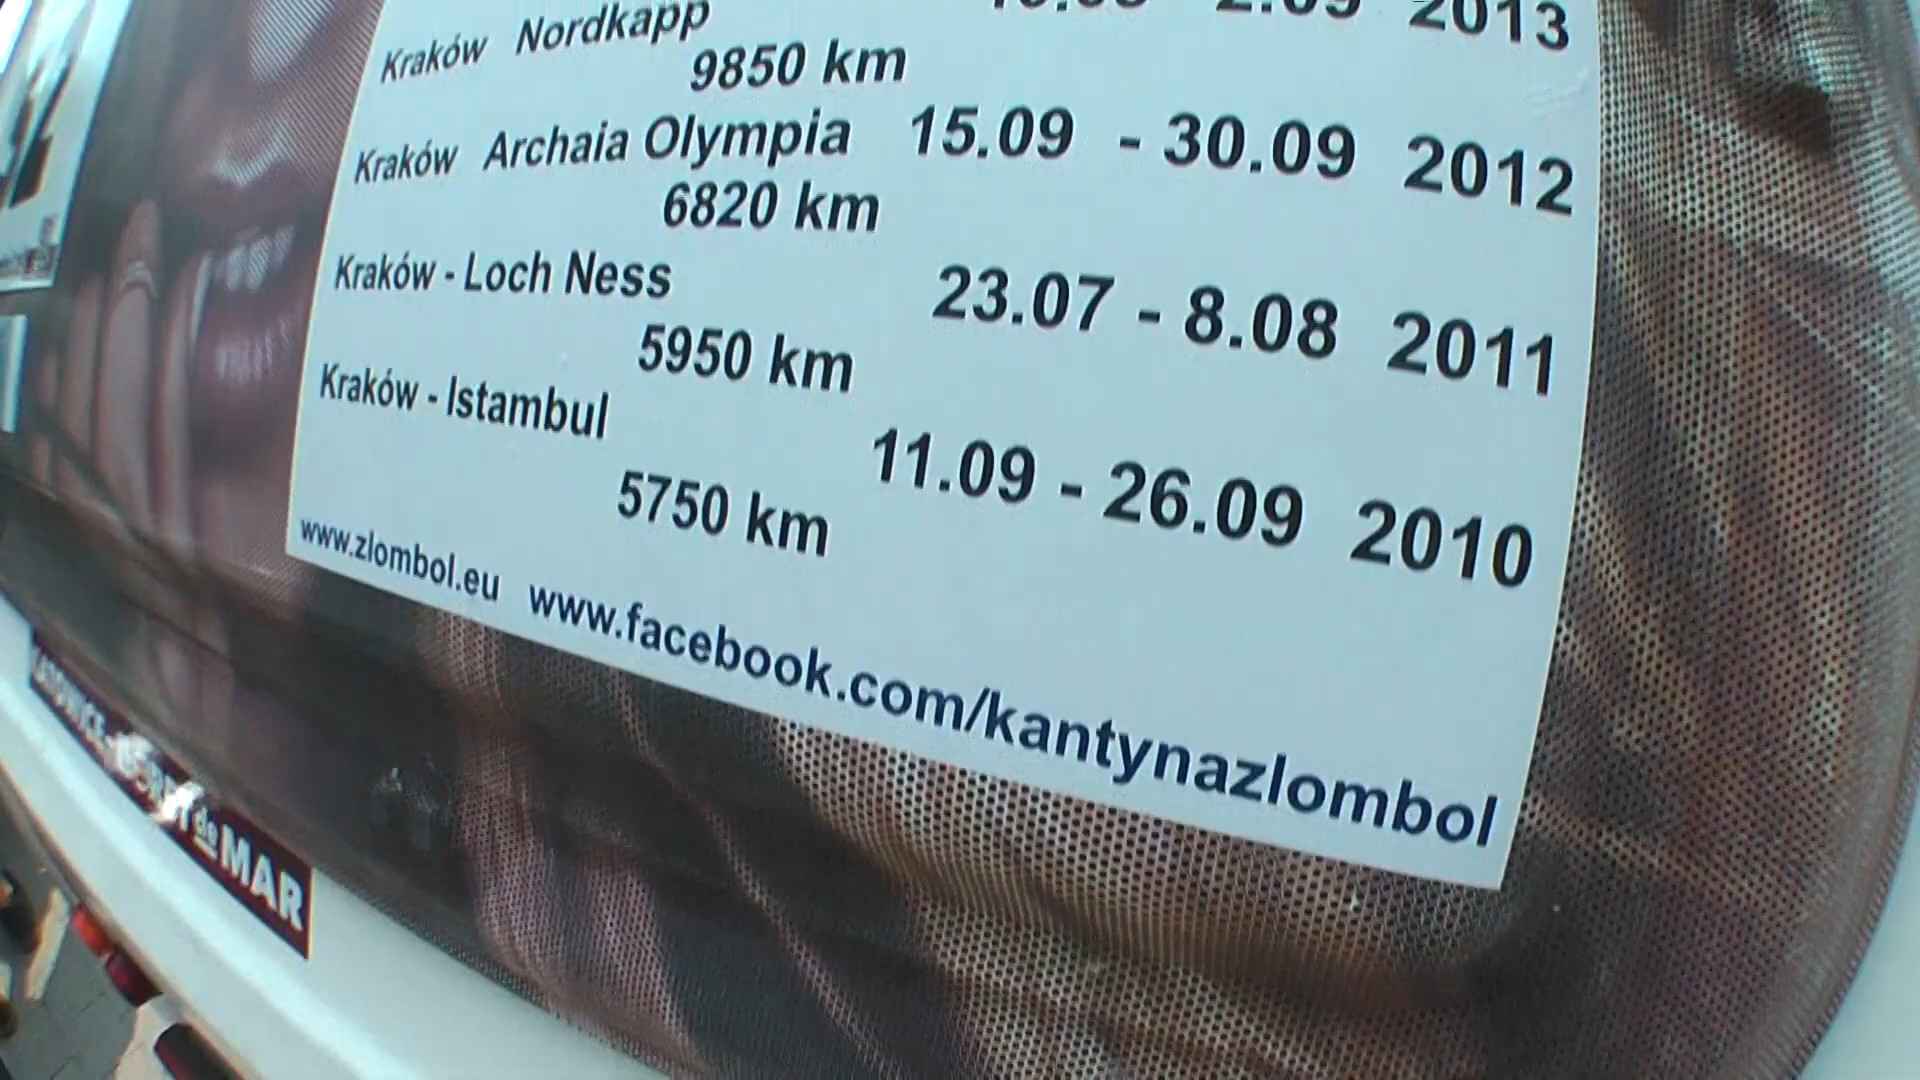 Kraków Nordkapp 2013
9850 km
Kraków Archaia Olympia 15.09 - 30.09 2012
6820 km
Kraków - Loch Ness 23.07 - 8.08 2011
5950 km
Kraków - Istambul 11.09 - 26.09 2010
5750 km
www.zlombol.eu www.facebook.com/kantynazlombol
de MAR